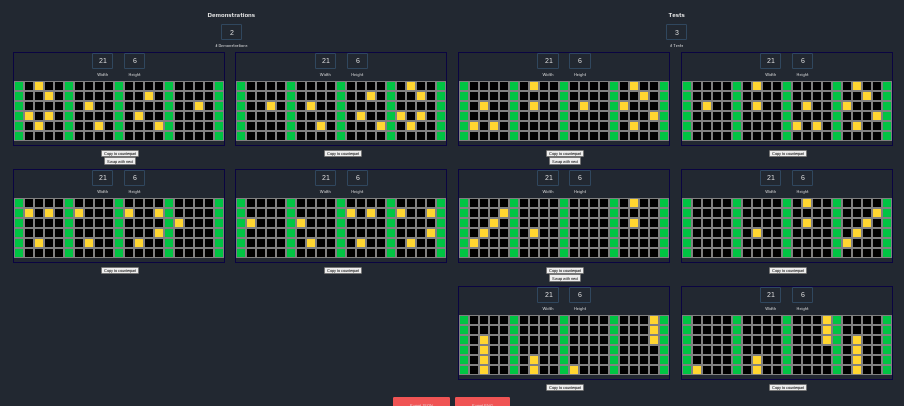 Demonstrations
Tests
2
3
# Demonstrations
# Tests
21 6
Width Height
21 6
Width Height
21 6
Width Height
21 6
Width Height
Copy to counterpart
Swap with next
Copy to counterpart
Copy to counterpart
Swap with next
Copy to counterpart
21 6
Width Height
21 6
Width Height
21 6
Width Height
21 6
Width Height
Copy to counterpart
Copy to counterpart
Copy to counterpart
Swap with next
Copy to counterpart
21 6
Width Height
21 6
Width Height
Copy to counterpart
Copy to counterpart